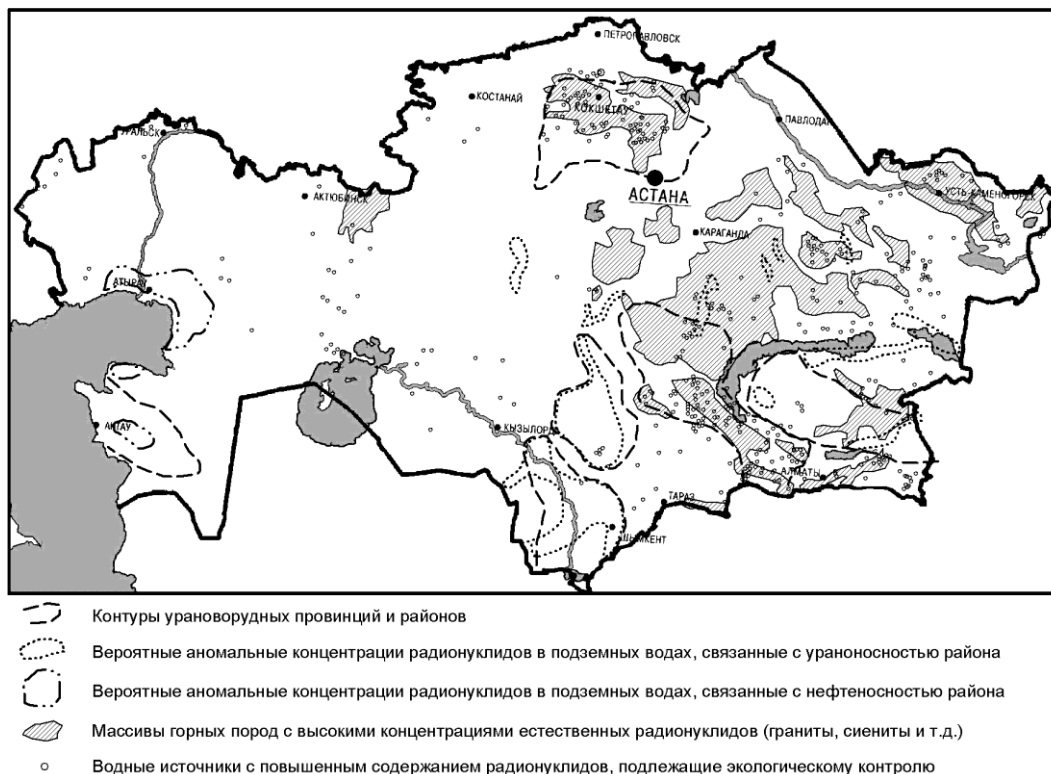 ПЕТРОПАВЛОВСК
КОСТАНАЙ
КОКШЕТАУ
ПАВЛОДАР
УРАЛЬСК
АКТЮБИНСК
АСТАНА
УСТЬ-КАМЕНОГОРСК
КАРАГАНДА
АТЫРАУ
АКТАУ
КЫЗЫЛОРДА
АЛМАТЫ
ТАРАЗ
ШЫМКЕНТ
Контуры урановорудных провинций и районов
Вероятные аномальные концентрации радионуклидов в подземных водах, связанные с ураноносностью района
Вероятные аномальные концентрации радионуклидов в подземных водах, связанные с нефтеносностью района
Массивы горных пород с высокими концентрациями естественных радионуклидов (граниты, сиениты и т.д.)
Водные источники с повышенным содержанием радионуклидов, подлежащие экологическому контролю